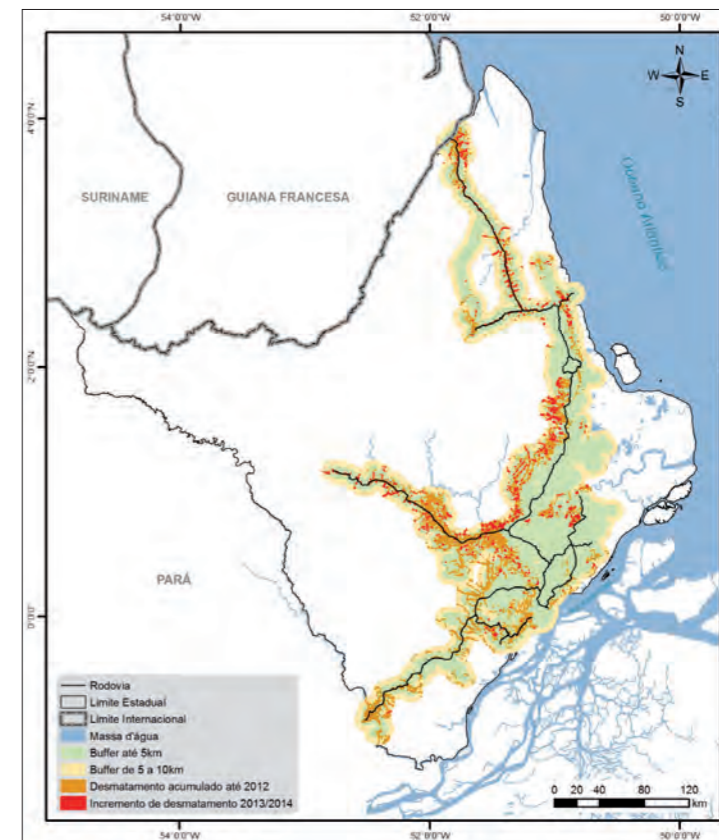 54°0'0"W 52°0'0"W 50°0'0"W
N
W E
S
4°0'0"N
SURINAME GUIANA FRANCESA
Oceano Atlântico
2°0'0"N
PARÁ
0°0'0"
Rodovia
Limite Estadual
Limite Internacional
Massa d'água
Buffer até 5km
Buffer de 5 a 10km
Desmatamento acumulado até 2012
Incremento de desmatamento 2013/2014
0 20 40 80 120
km
54°0'0"W 52°0'0"W 50°0'0"W